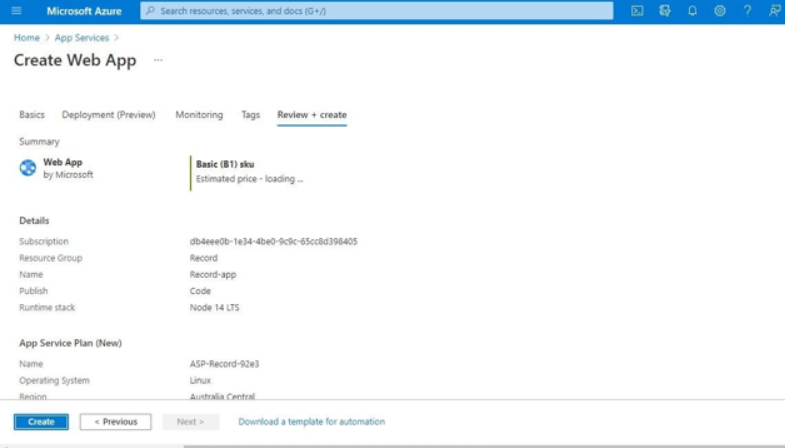 Microsoft Azure
Search resources, services, and docs (G+/)
Home > App Services >
Create Web App ...
Basics Deployment (Preview) Monitoring Tags Review + create
Summary
Web App
by Microsoft
Basic (B1) sku
Estimated price - loading ...
Details
Subscription db4eee0b-1e34-4be0-9c9c-65cc8d398405
Resource Group Record
Name Record-app
Publish Code
Runtime stack Node 14 LTS
App Service Plan (New)
Name ASP-Record-92e3
Operating System Linux
Region Australia Central
Create < Previous Next > Download a template for automation